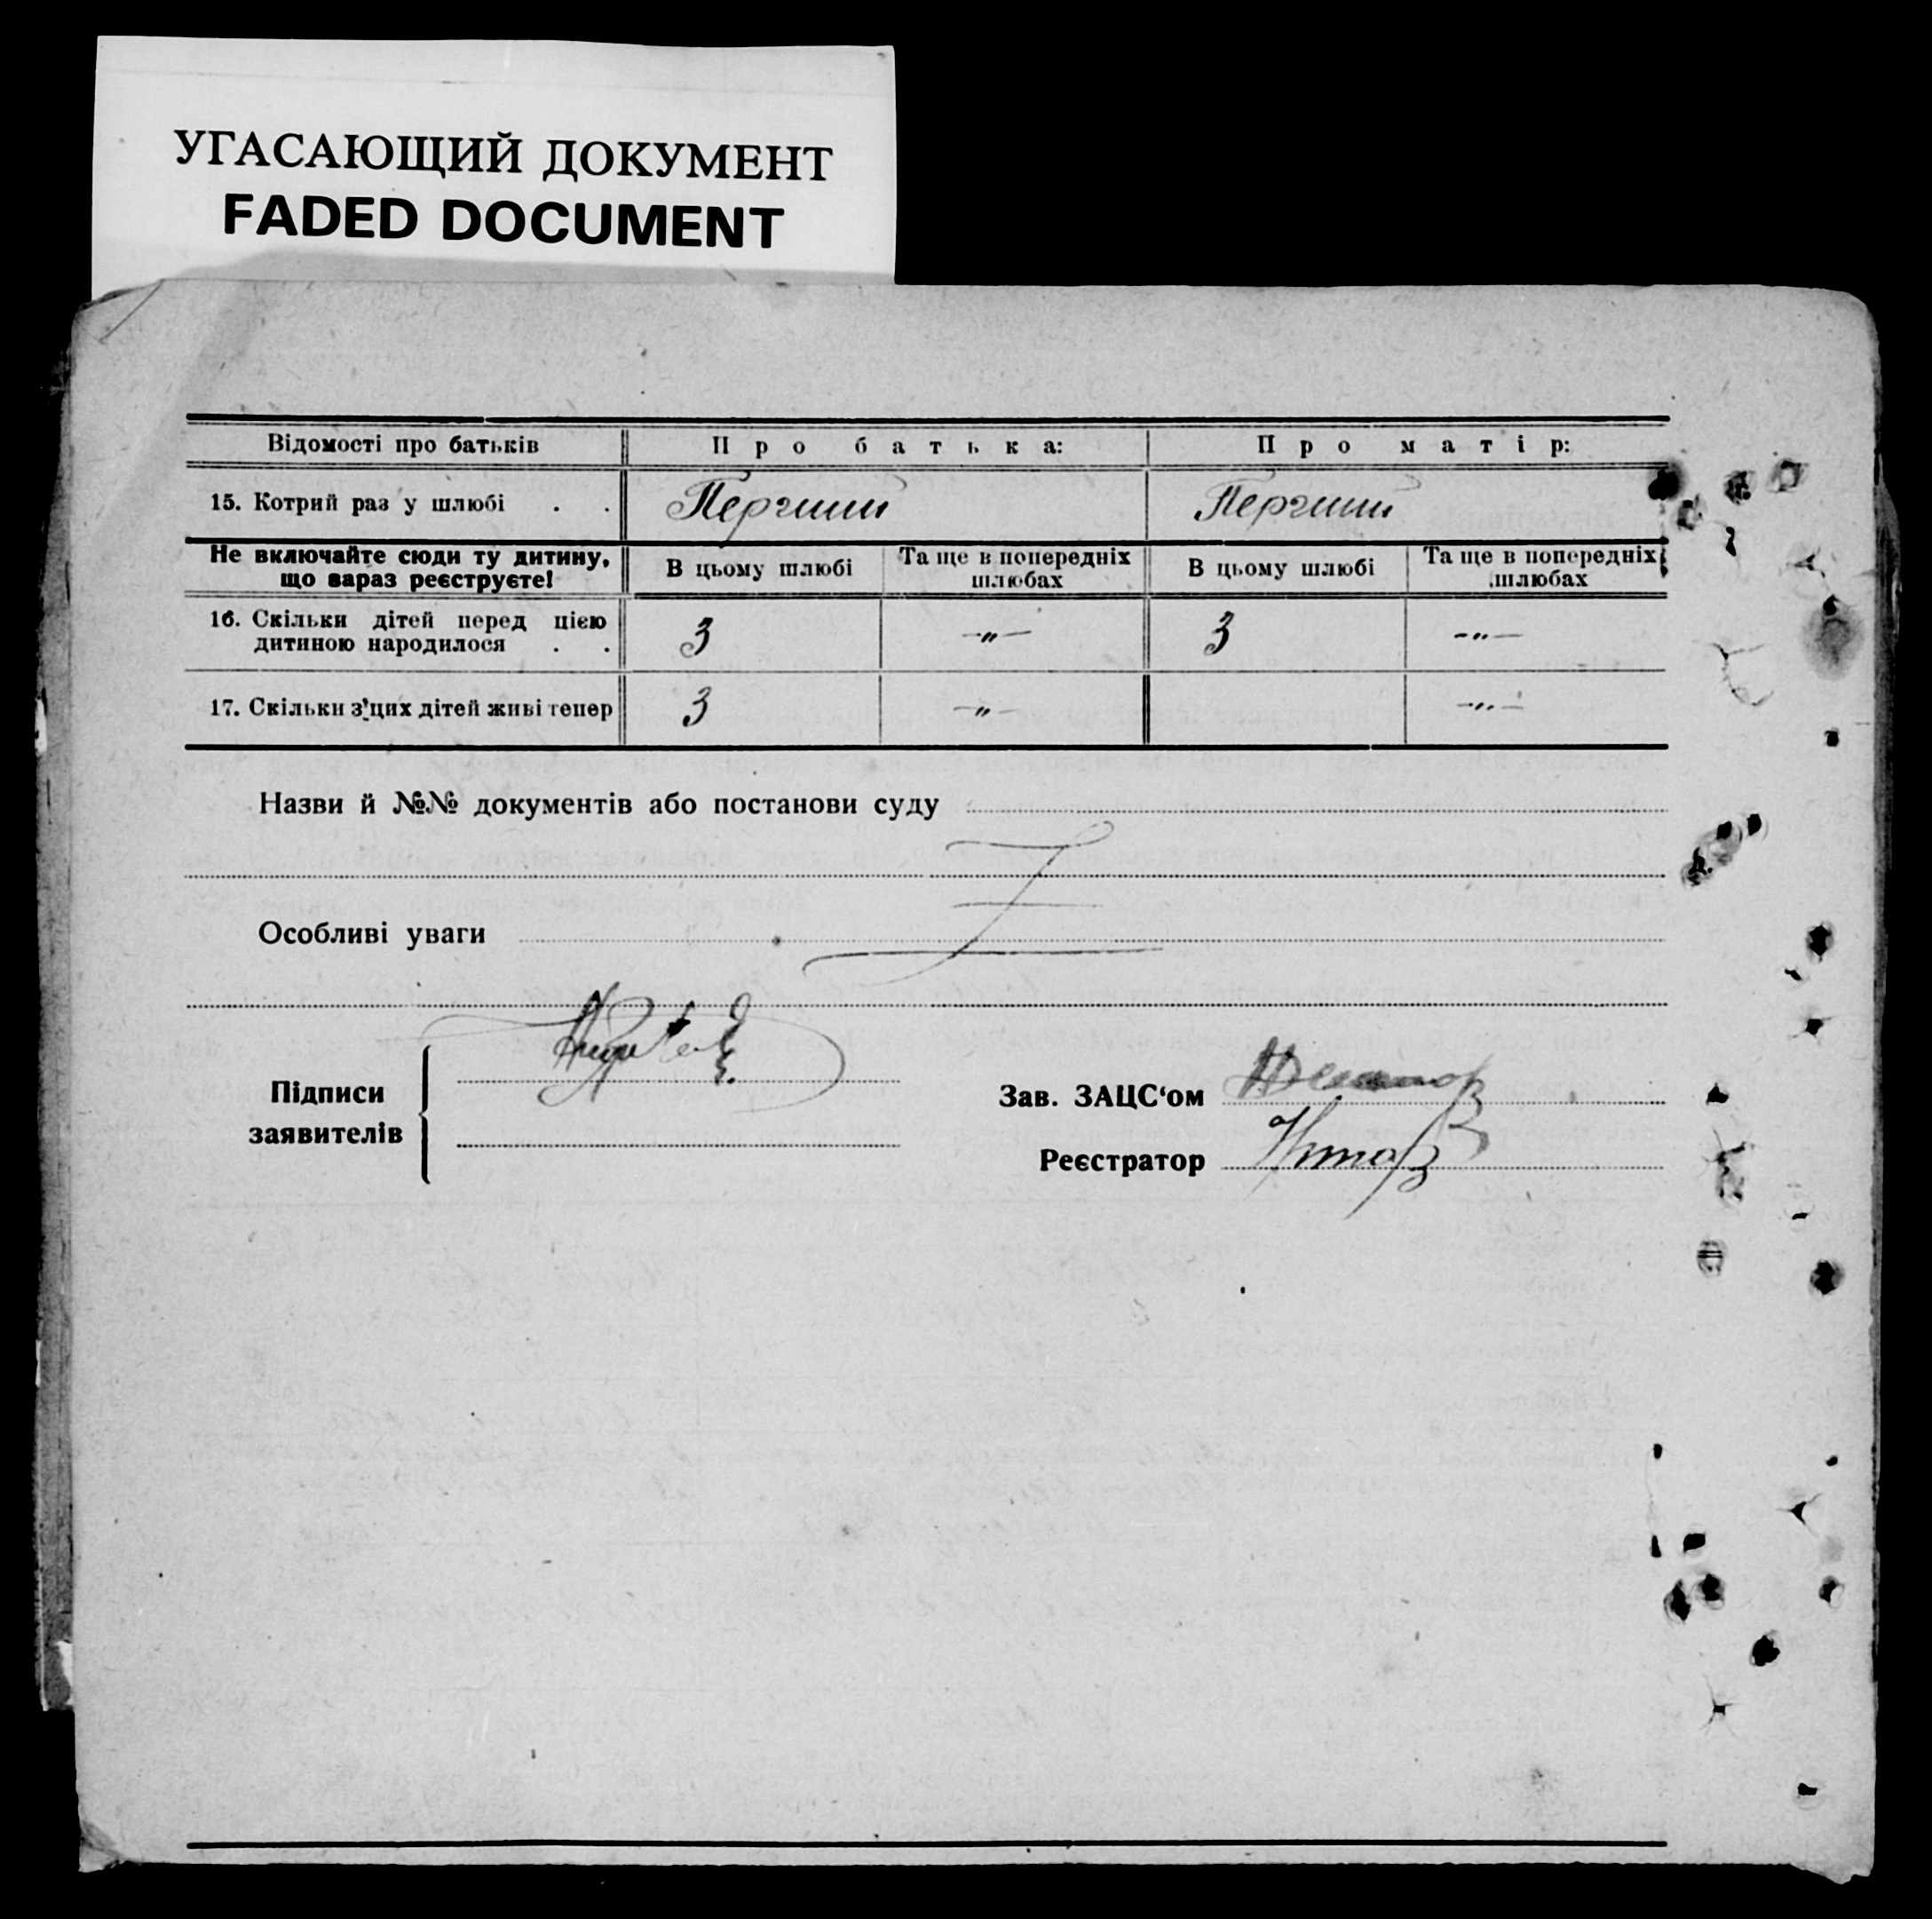 УГАСАЮЩИЙ ДОКУМЕНТ
FADED DOCUMENT
Відомості про батьків Про батька: Про матір:
15. Котрий раз у шлюбі . . Перший Перший
Не включайте сюди ту дитину, що вараз реєструєте! В цьому шлюбі Та ще в попередніх шлюбах В цьому шлюбі Та ще в попередніх шлюбах
16. Скільки дітей перед цією
дитиною народилося . . 3 —„— 3 —„—
17. Скільки з'цих дітей живі тепер 3 —„— —„—
Назви й №№ документів або постанови суду
Особливі уваги
Підписи
заявителів
Зав. ЗАЦС‘ом
Реєстратор